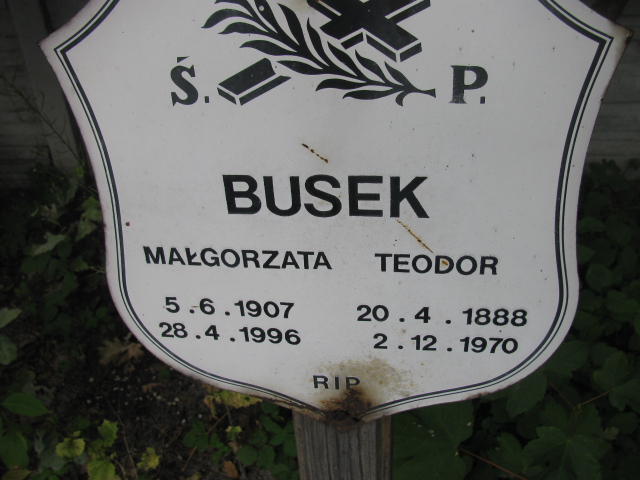 Ś. P.
BUSEK
MAŁGORZATA TEODOR
5.6.1907 20.4.1888
28.4.1996 2.12.1970
RIP